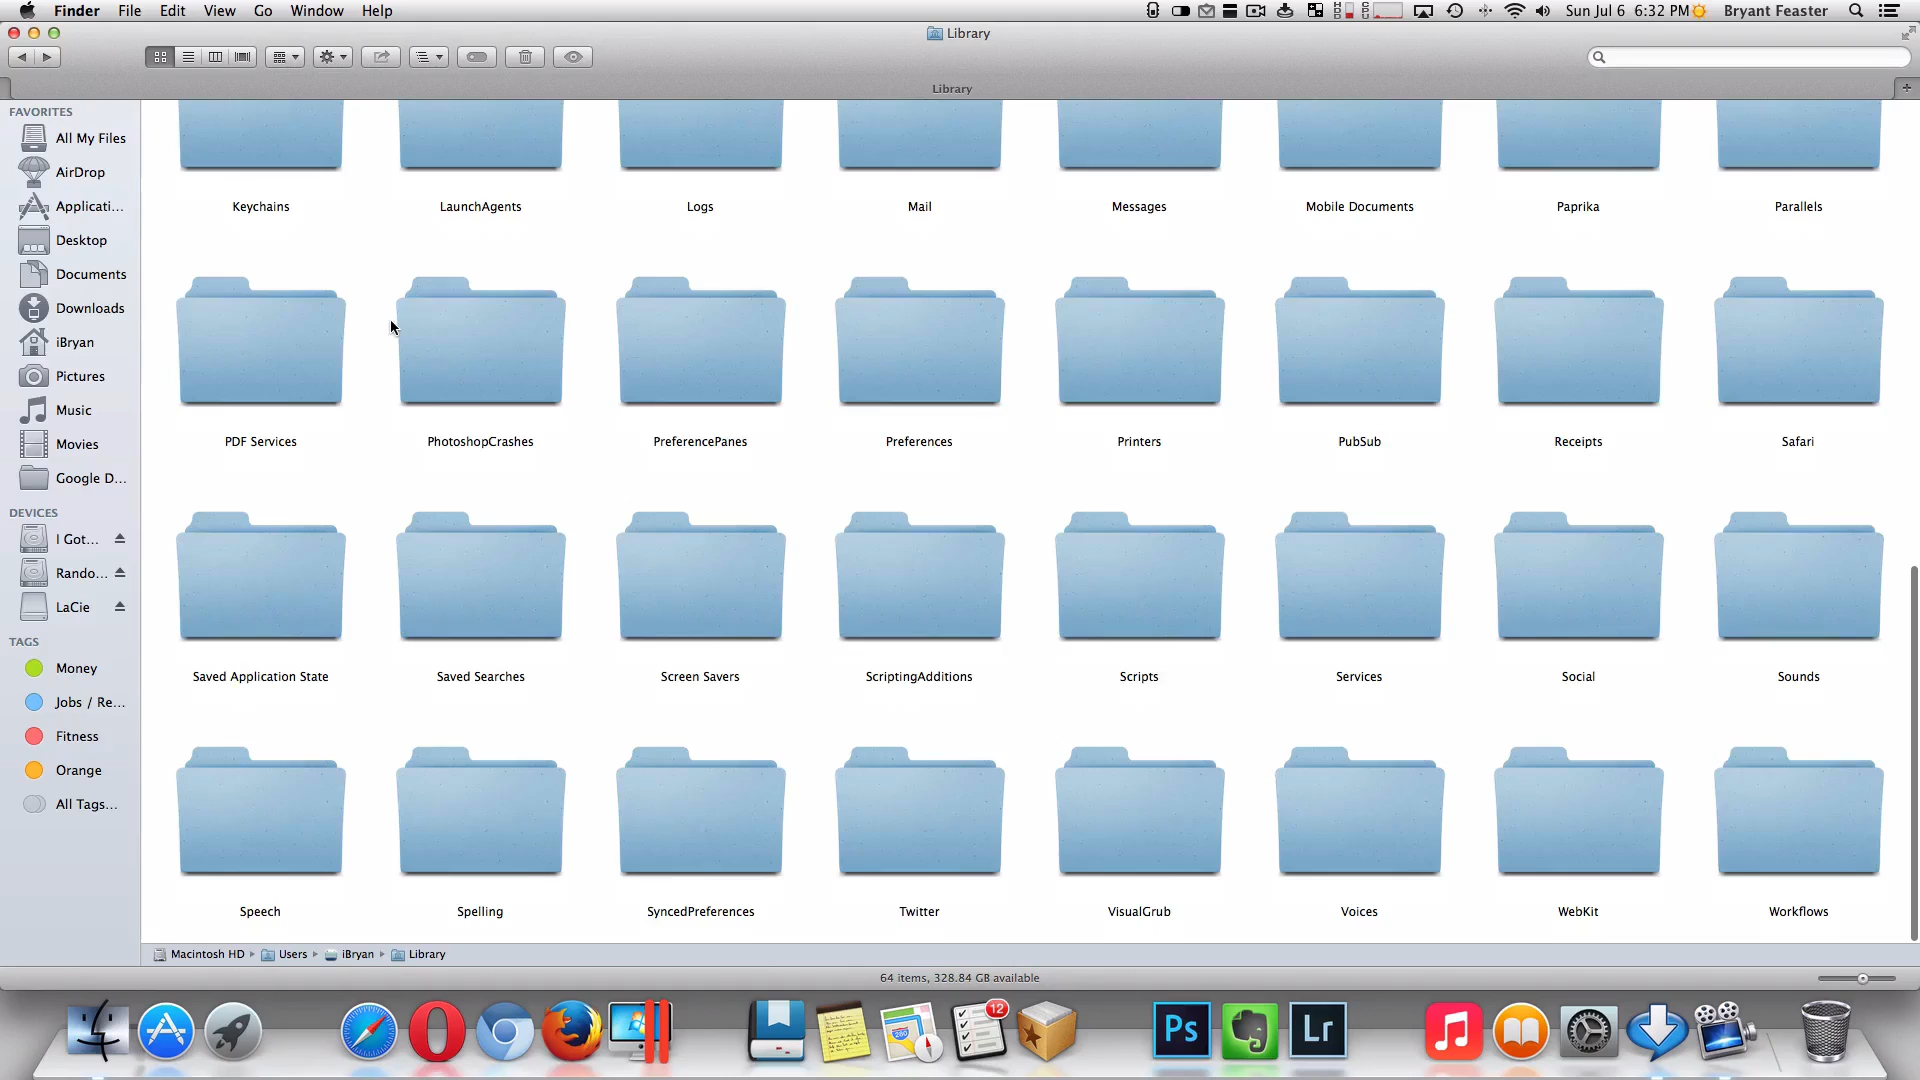 Finder File Edit View Go Window Help
Sun Jul 6 6:32 PM Bryant Feaster
Library
Library
FAVORITES
All My Files
AirDrop
Applicati...
Desktop
Documents
Downloads
iBryan
Pictures
Music
Movies
Google D...
DEVICES
I Got...
Rando...
LaCie
TAGS
Money
Jobs / Re...
Fitness
Orange
All Tags...
Keychains LaunchAgents Logs Mail Messages Mobile Documents Paprika Parallels
PDF Services PhotoshopCrashes PreferencePanes Preferences Printers PubSub Receipts Safari
Saved Application State Saved Searches Screen Savers ScriptingAdditions Scripts Services Social Sounds
Speech Spelling SyncedPreferences Twitter VisualGrub Voices WebKit Workflows
Macintosh HD Users iBryan Library
64 items, 328.84 GB available
280
12
Ps
Lr